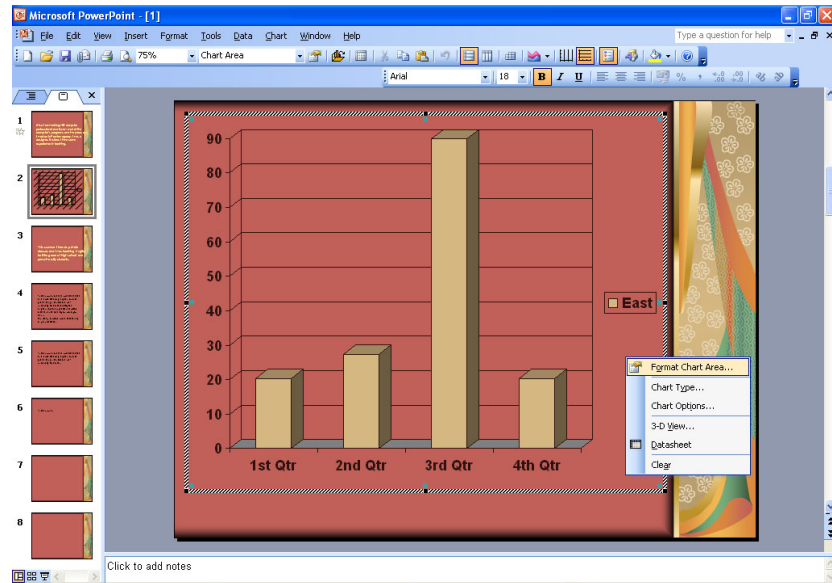 Microsoft PowerPoint - [1]
File Edit View Insert Format Tools Data Chart Window Help
Type a question for help
75%
Chart Area
Arial
18
B I U
1
2
3
4
5
6
7
8
90
80
70
60
50
40
30
20
10
0
1st Qtr 2nd Qtr 3rd Qtr 4th Qtr
East
Format Chart Area...
Chart Type...
Chart Options...
3-D View...
Datasheet
Clear
Click to add notes